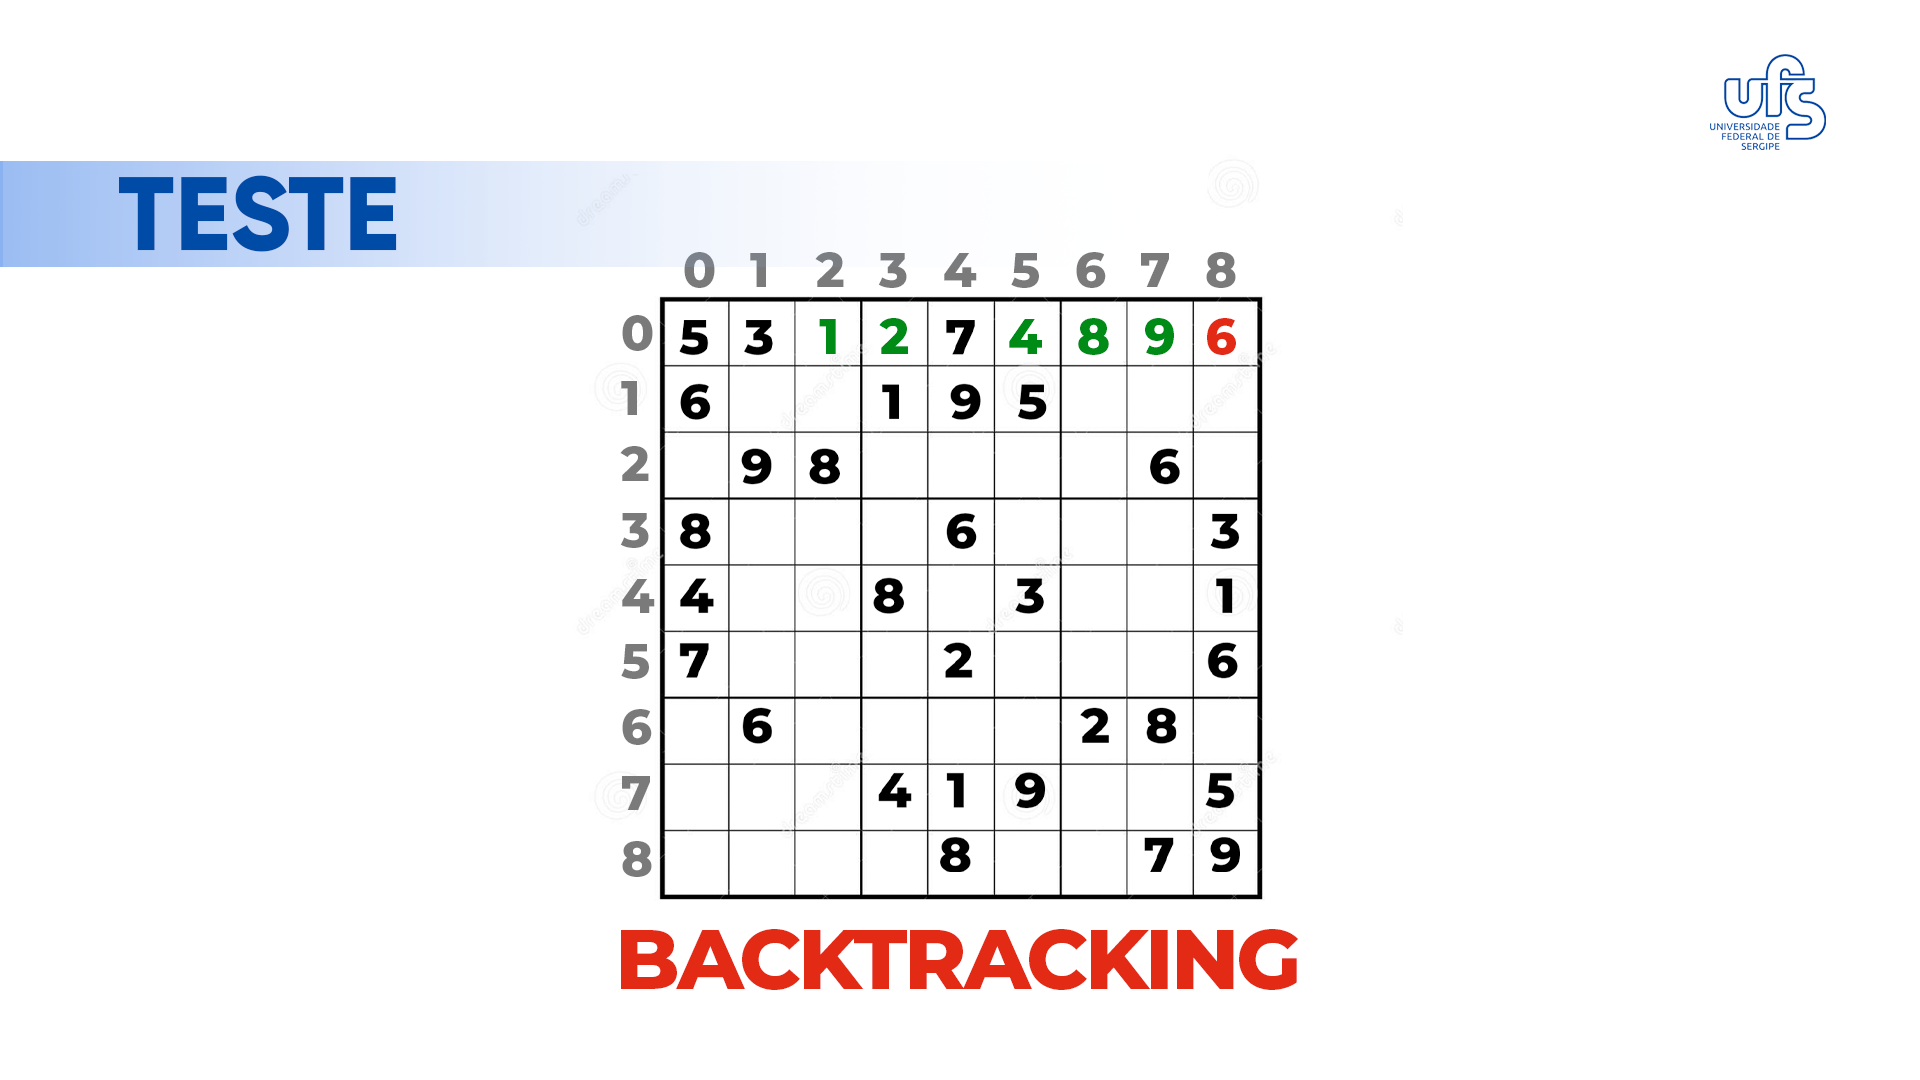 ufs
UNIVERSIDADE
FEDERAL DE
SERGIPE
TESTE
0 1 2 3 4 5 6 7 8
0 5 3 1 2 7 4 8 9 6
1 6 1 9 5
2 9 8 6
3 8 6 3
4 4 8 3 1
5 7 2 6
6 6 2 8
7 4 1 9 5
8 8 7 9
BACKTRACKING